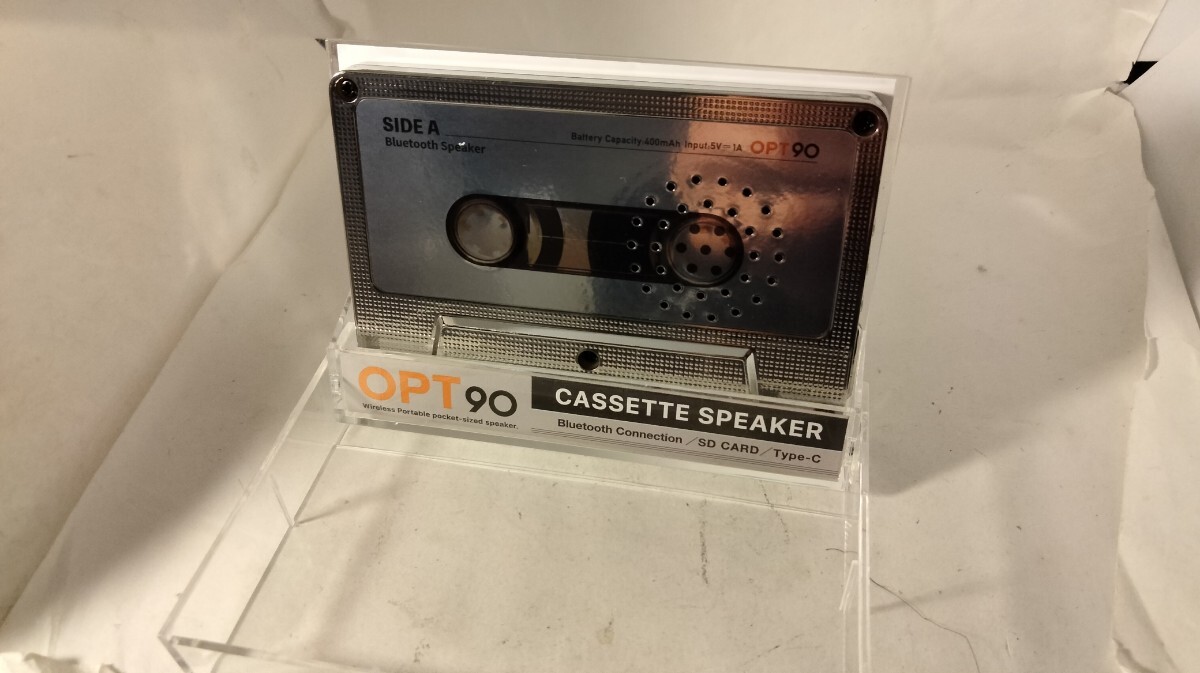 SIDE A
Bluetooth Speaker
Battery Capacity:400mAh Input:5V⎓1A OPT90
OPT90
Wireless Portable pocket-sized speaker.
CASSETTE SPEAKER
Bluetooth Connection／SD CARD／Type-C